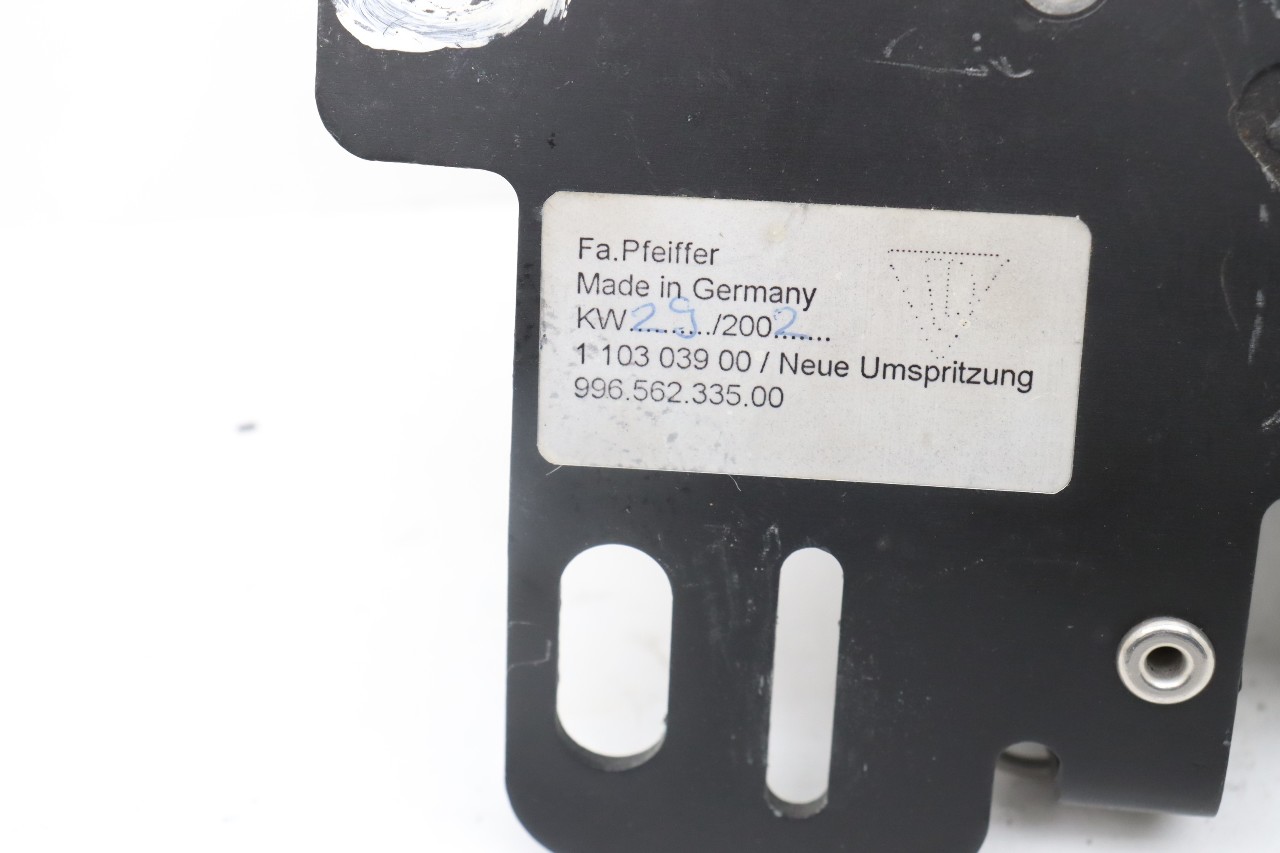 Fa.Pfeiffer
Made in Germany
KW..29../2002.......
1 103 039 00 / Neue Umspritzung
996.562.335.00